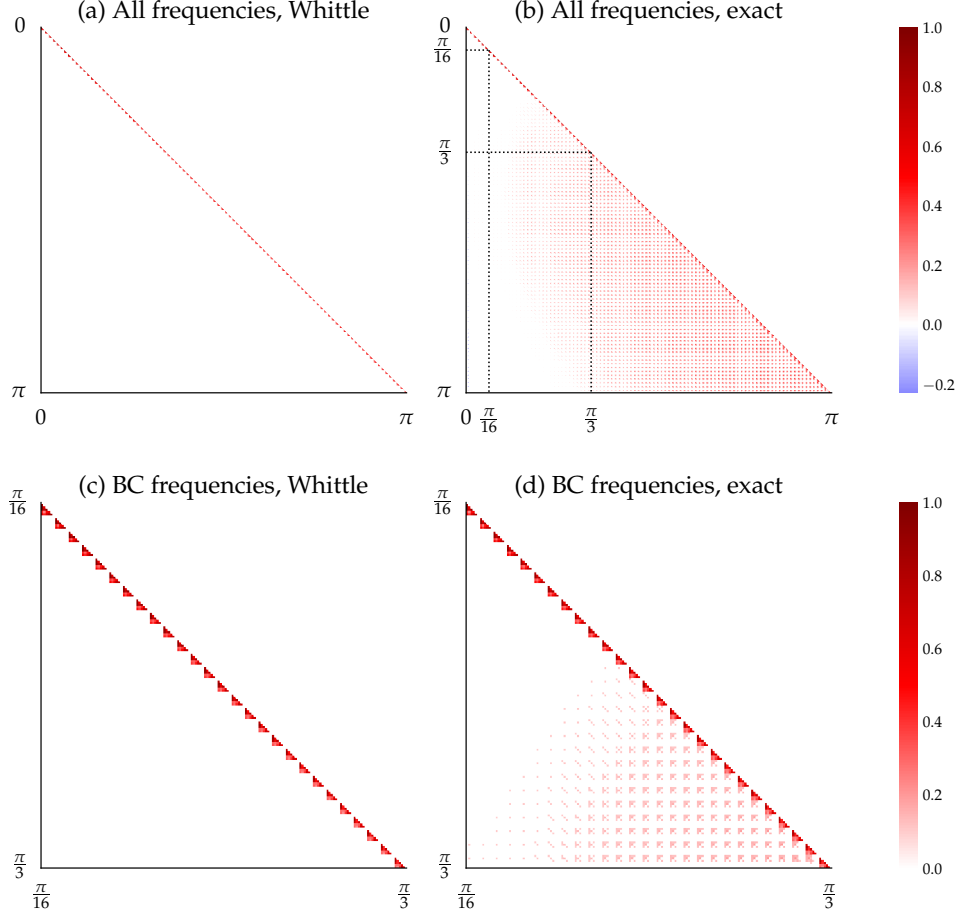 (a) All frequencies, Whittle
(b) All frequencies, exact
0
π
0
π
0
π/16
π/3
π
0
π/16
π/3
π
1.0
0.8
0.6
0.4
0.2
0.0
−0.2
(c) BC frequencies, Whittle
(d) BC frequencies, exact
π/16
π/3
π/16
π/3
π/16
π/3
π/16
π/3
1.0
0.8
0.6
0.4
0.2
0.0